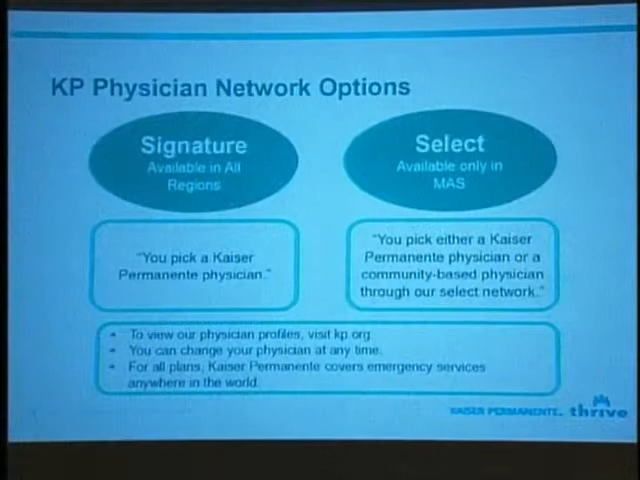 KP Physician Network Options
Signature
Available in All
Regions
Select
Available only in
MAS
"You pick a Kaiser
Permanente physician."
"You pick either a Kaiser
Permanente physician or a
community-based physician
through our select network."
- To view our physician profiles, visit kp.org
- You can change your physician at any time.
- For all plans, Kaiser Permanente covers emergency services
anywhere in the world.
KAISER PERMANENTE. thrive